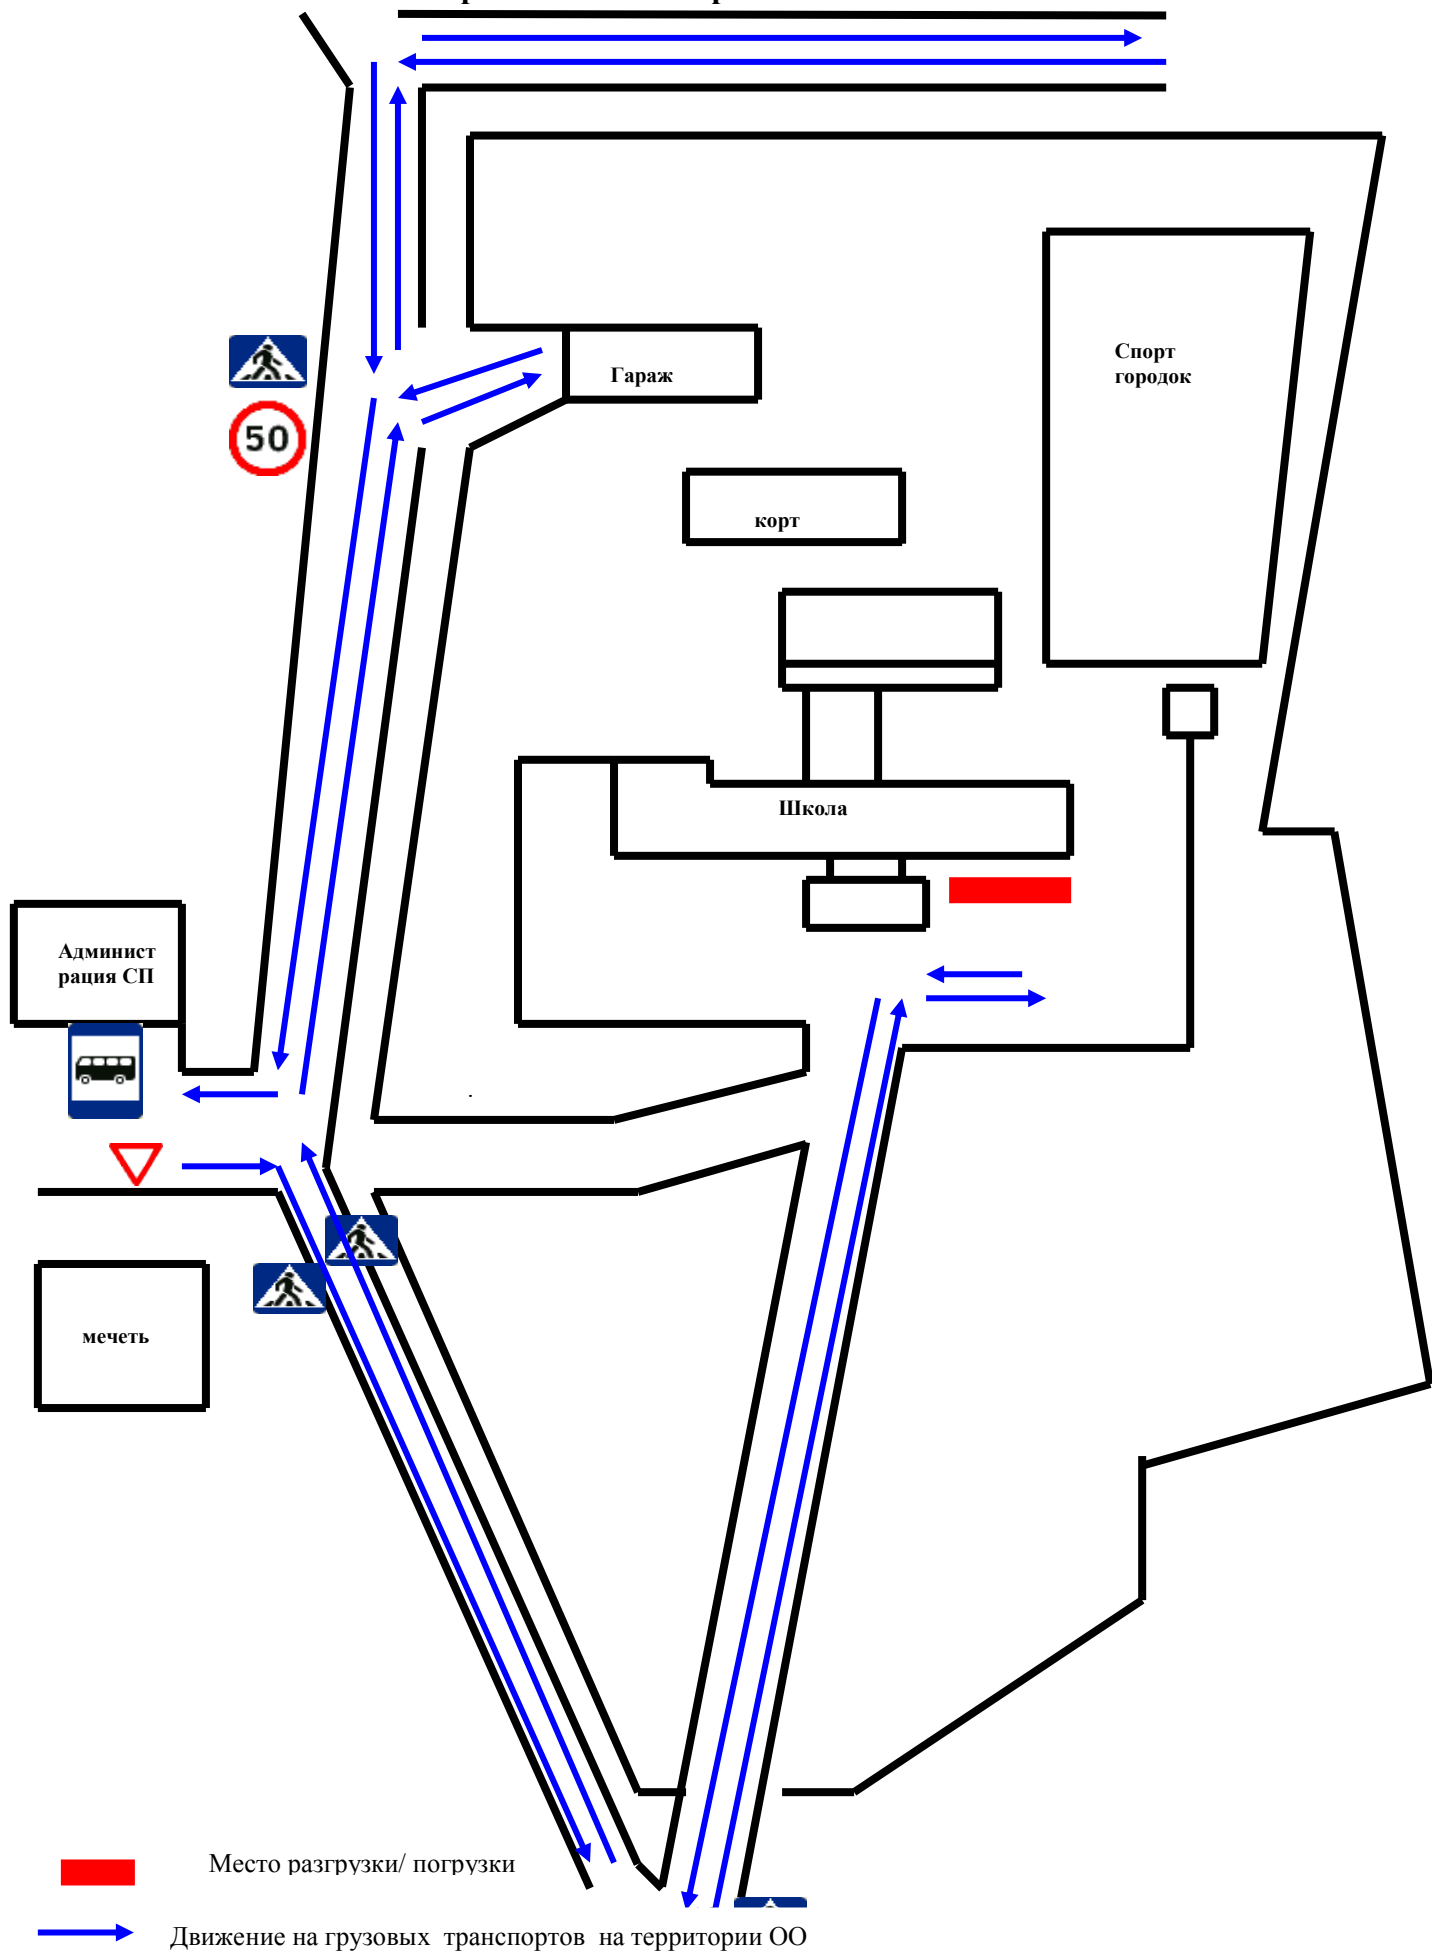 Спорт
городок
Гараж
50
корт
Школа
Админист
рация СП
мечеть
Место разгрузки/ погрузки
Движение на грузовых транспортов на территории ОО